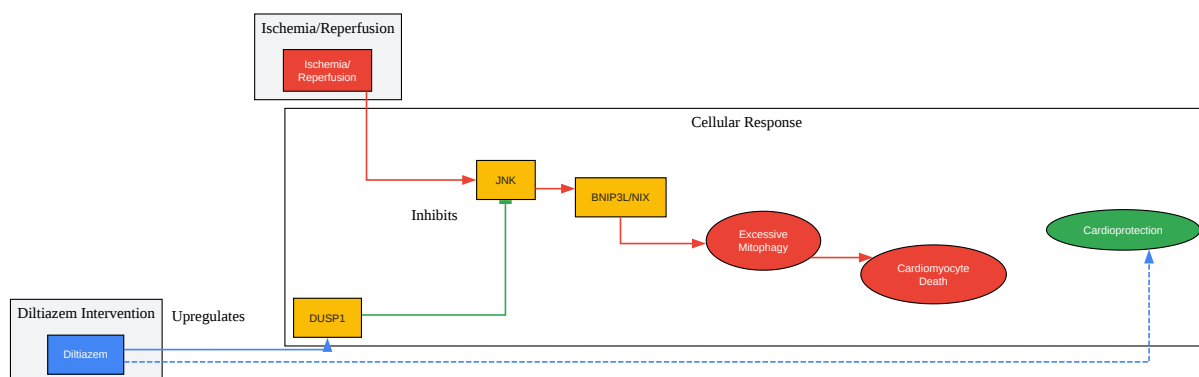 Ischemia/Reperfusion
Ischemia/
Reperfusion
Cellular Response
JNK
BNIP3L/NIX
Inhibits
Excessive
Mitophagy
Cardioprotection
Cardiomyocyte
Death
Diltiazem Intervention
Upregulates
DUSP1
Diltiazem